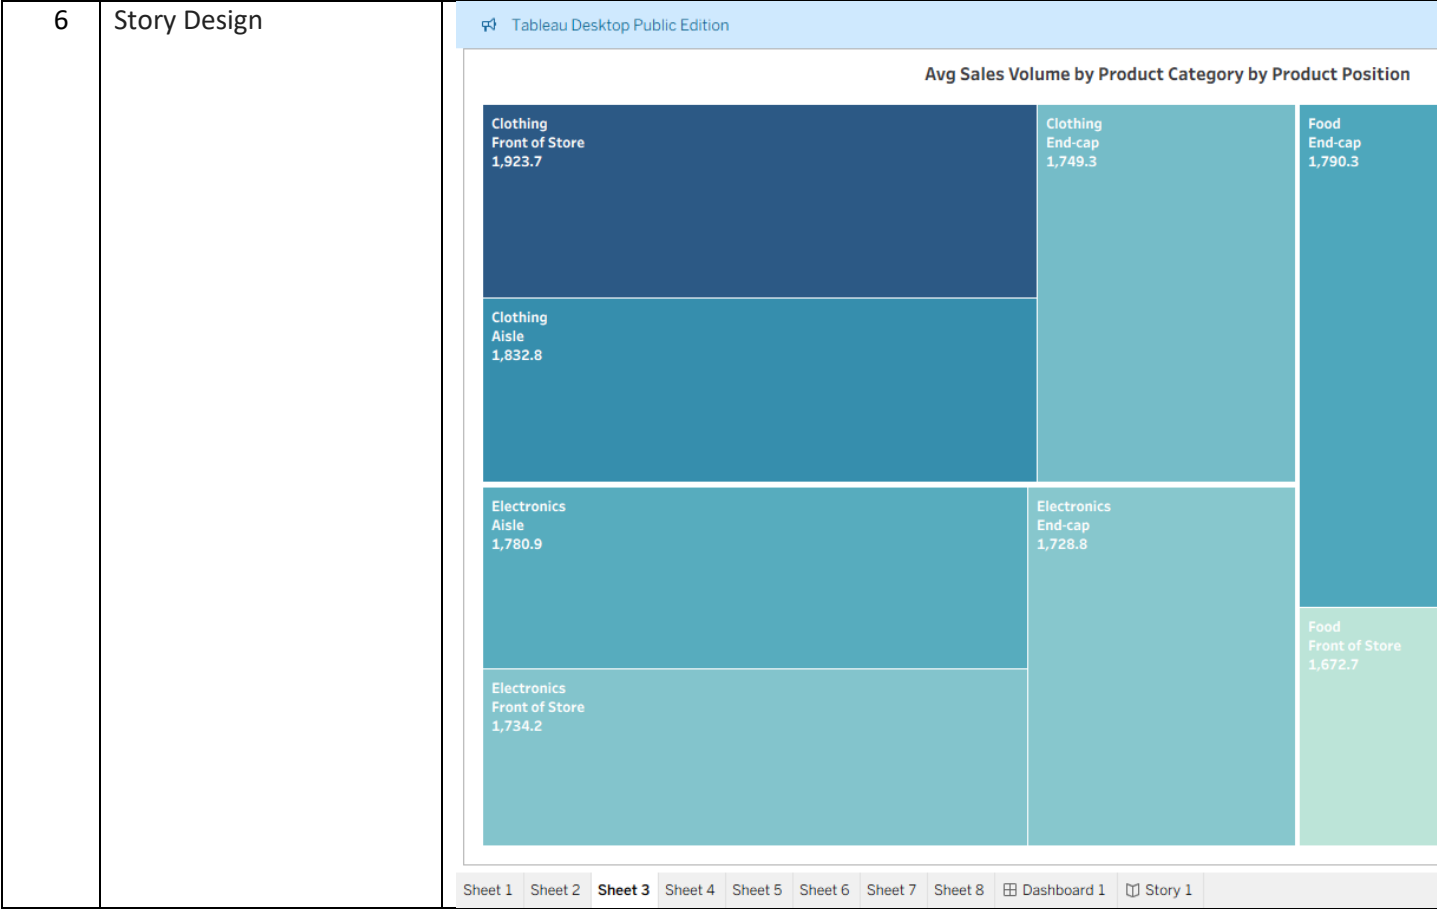 6
Story Design
Tableau Desktop Public Edition
Avg Sales Volume by Product Category by Product Position
Clothing
Front of Store
1,923.7
Clothing
End-cap
1,749.3
Food
End-cap
1,790.3
Clothing
Aisle
1,832.8
Electronics
Aisle
1,780.9
Electronics
End-cap
1,728.8
Food
Front of Store
1,672.7
Electronics
Front of Store
1,734.2
Sheet 1 Sheet 2 Sheet 3 Sheet 4 Sheet 5 Sheet 6 Sheet 7 Sheet 8 Dashboard 1 Story 1